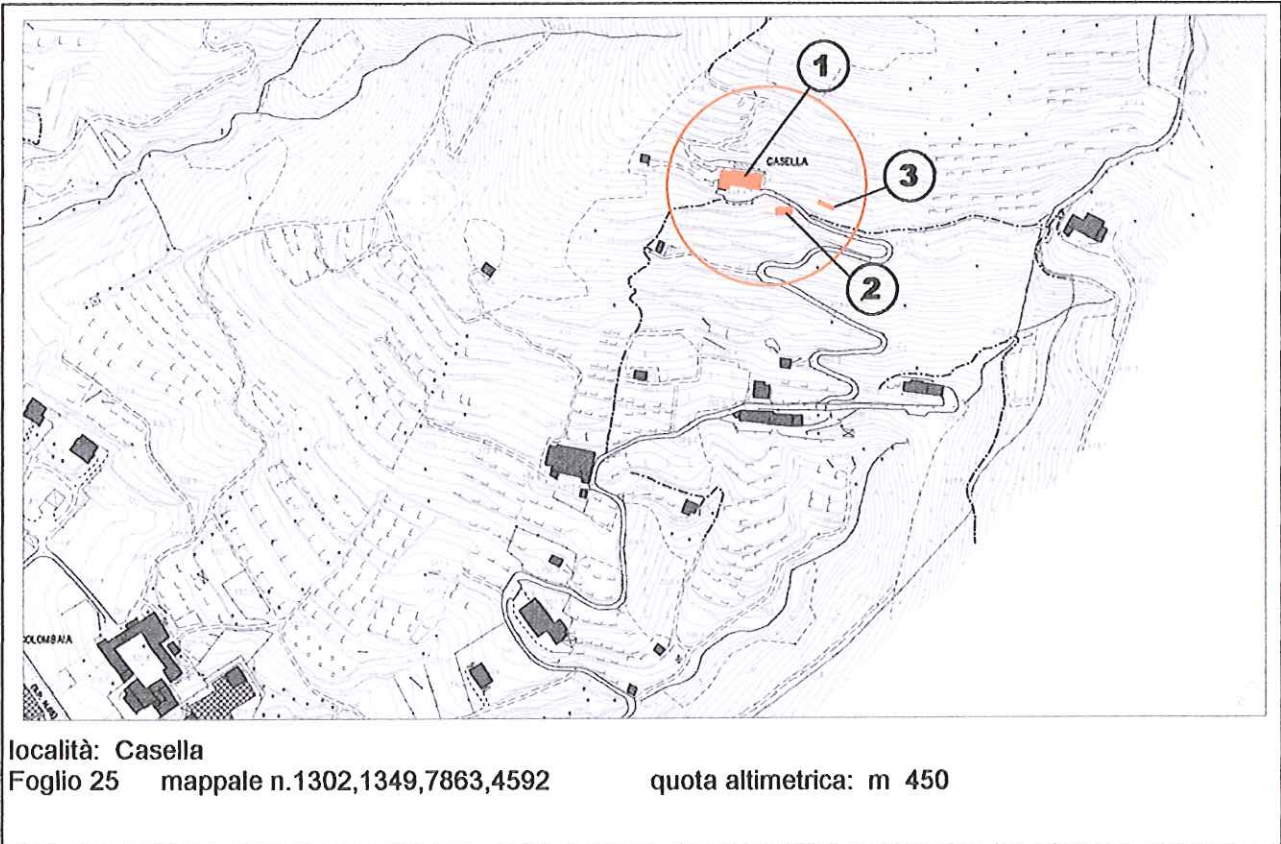 1
CASELLA
3
2
COLOMBAIA
località: Casella
Foglio 25 mappale n.1302,1349,7863,4592 quota altimetrica: m 450